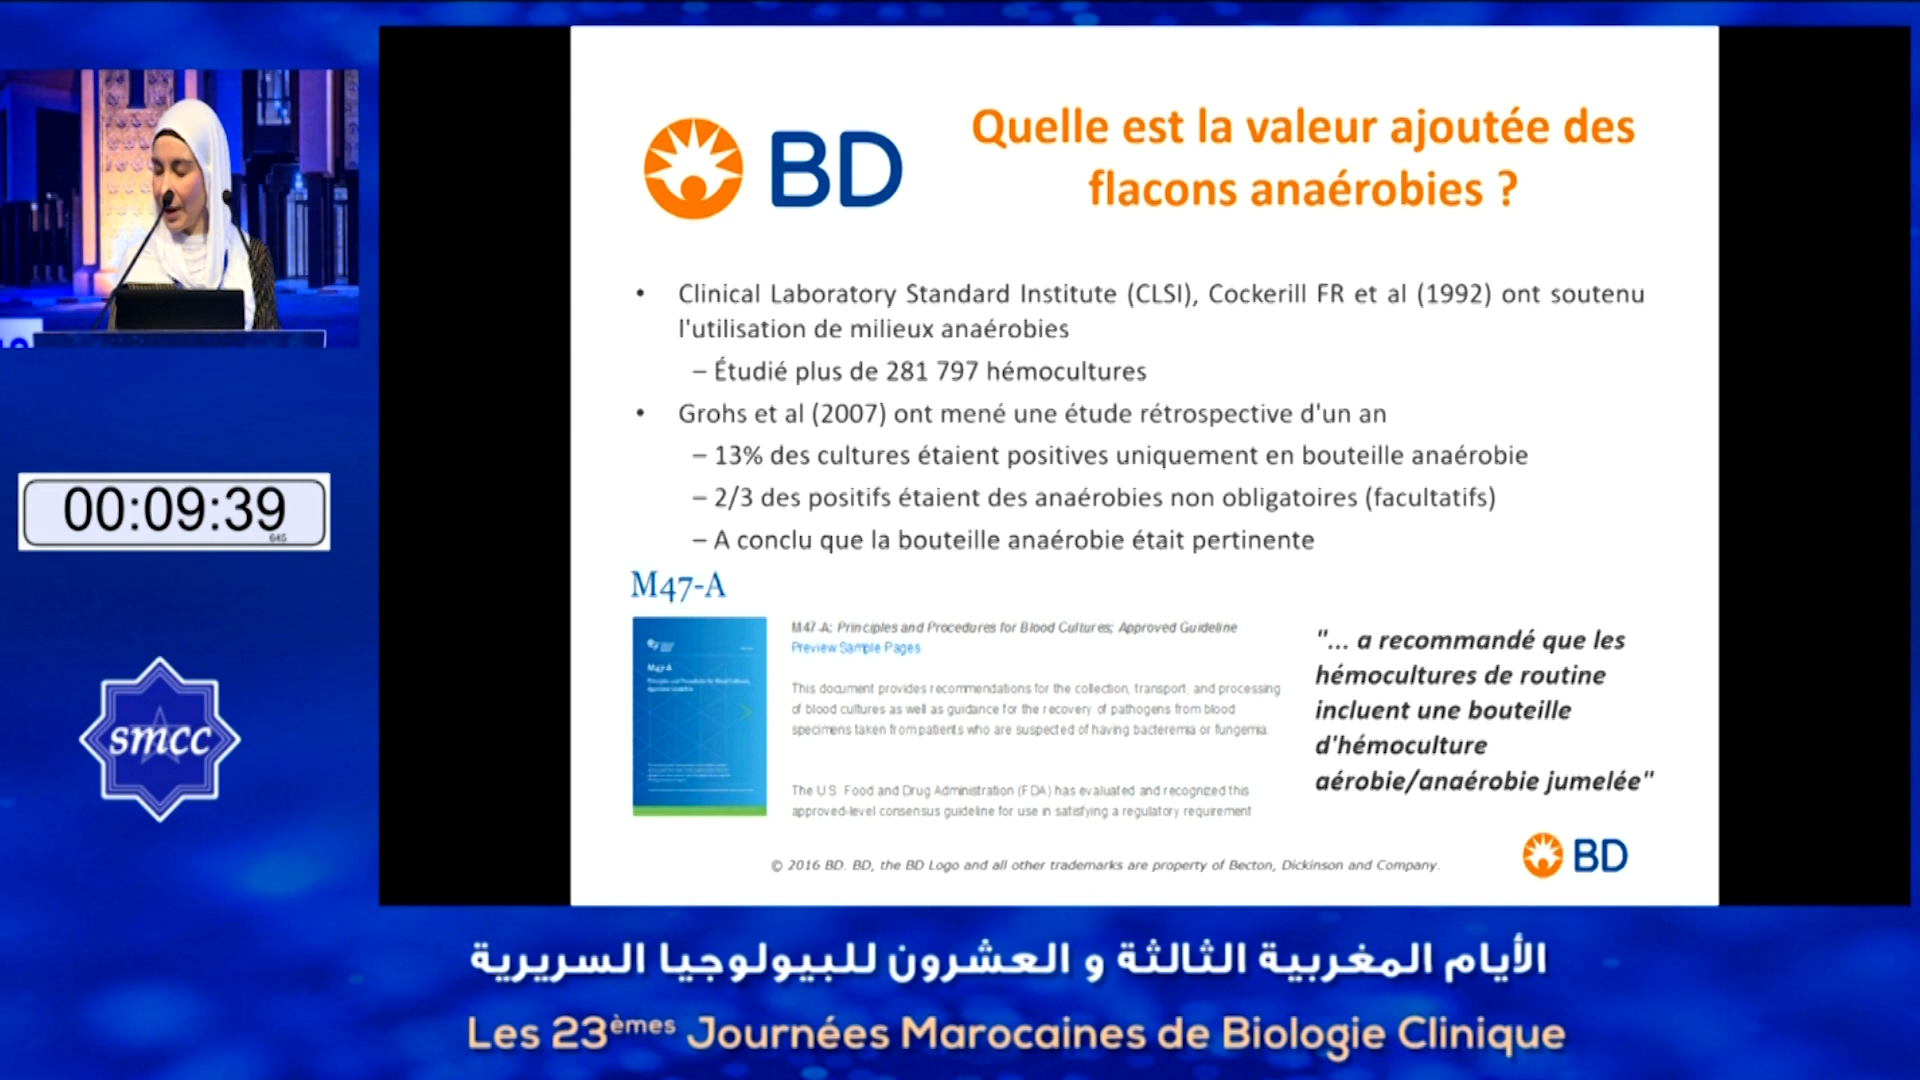 BD
Quelle est la valeur ajoutée des
flacons anaérobies ?
• Clinical Laboratory Standard Institute (CLSI), Cockerill FR et al (1992) ont soutenu
l'utilisation de milieux anaérobies
– Étudié plus de 281 797 hémocultures
• Grohs et al (2007) ont mené une étude rétrospective d'un an
– 13% des cultures étaient positives uniquement en bouteille anaérobie
– 2/3 des positifs étaient des anaérobies non obligatoires (facultatifs)
– A conclu que la bouteille anaérobie était pertinente
M47-A
M47-A
M47-A: Principles and Procedures for Blood Cultures; Approved Guideline
Preview Sample Pages
This document provides recommendations for the collection, transport, and processing
of blood cultures as well as guidance for the recovery of pathogens from blood
specimens taken from patients who are suspected of having bacteremia or fungemia.
The U.S. Food and Drug Administration (FDA) has evaluated and recognized this
approved-level consensus guideline for use in satisfying a regulatory requirement
"... a recommandé que les
hémocultures de routine
incluent une bouteille
d'hémoculture
aérobie/anaérobie jumelée"
© 2016 BD. BD, the BD Logo and all other trademarks are property of Becton, Dickinson and Company.
BD
00:09:39
645
smcc
الأيام المغربية الثالثة و العشرون للبيولوجيا السريرية
Les 23èmes Journées Marocaines de Biologie Clinique